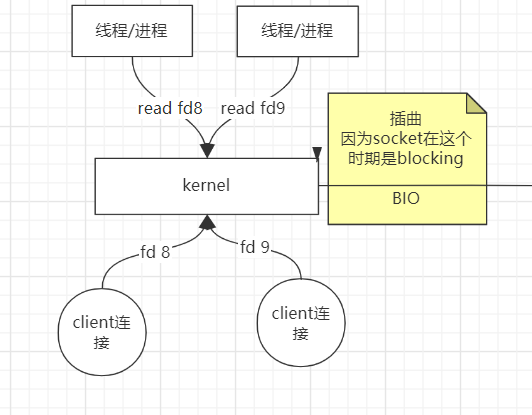 线程/进程
线程/进程
read fd8
read fd9
插曲
因为socket在这个
时期是blocking
kernel
BIO
fd 8
fd 9
client连
接
client连
接